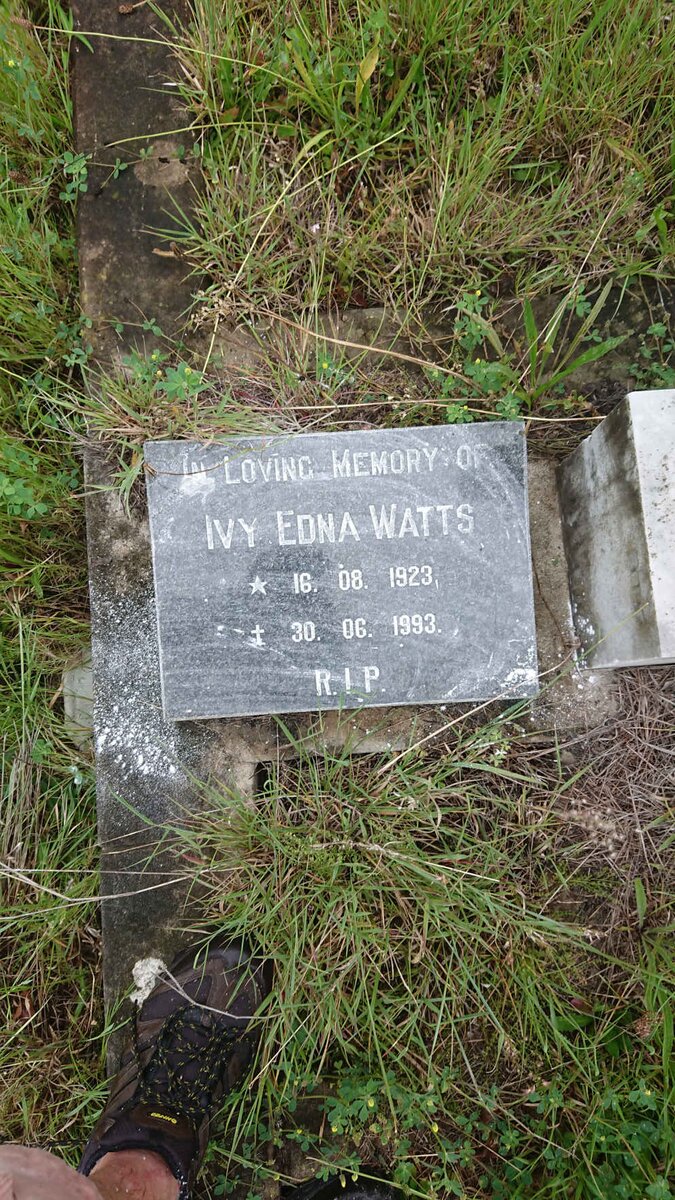 IN LOVING MEMORY OF
IVY EDNA WATTS
★ 16. 08. 1923,
✝ 30. 06. 1993.
R.I.P.